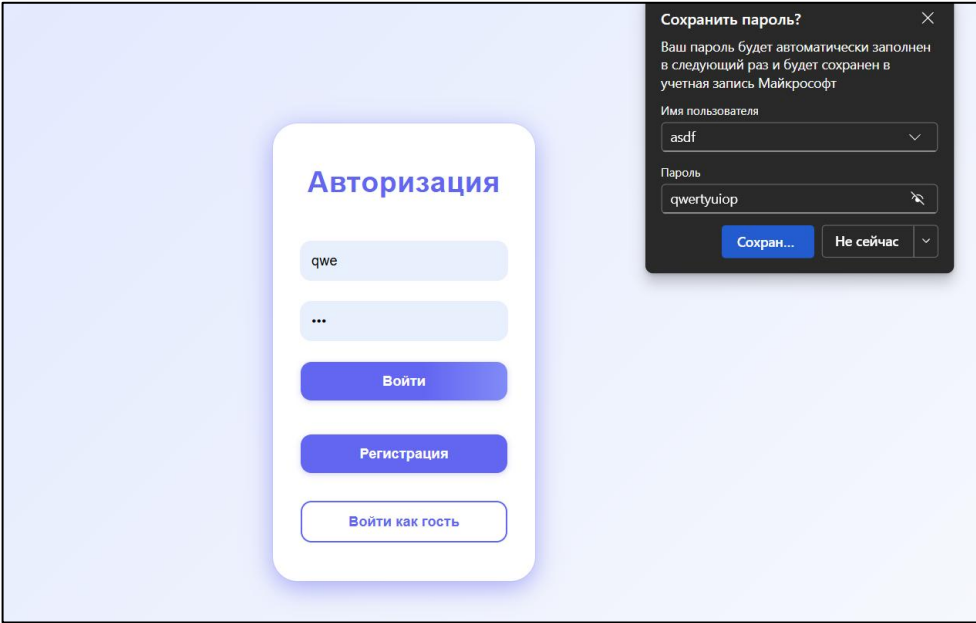 Сохранить пароль?
Ваш пароль будет автоматически заполнен
в следующий раз и будет сохранен в
учетная запись Майкрософт
Имя пользователя
asdf
Пароль
qwertyuiop
Сохран... Не сейчас
Авторизация
qwe
•••
Войти
Регистрация
Войти как гость